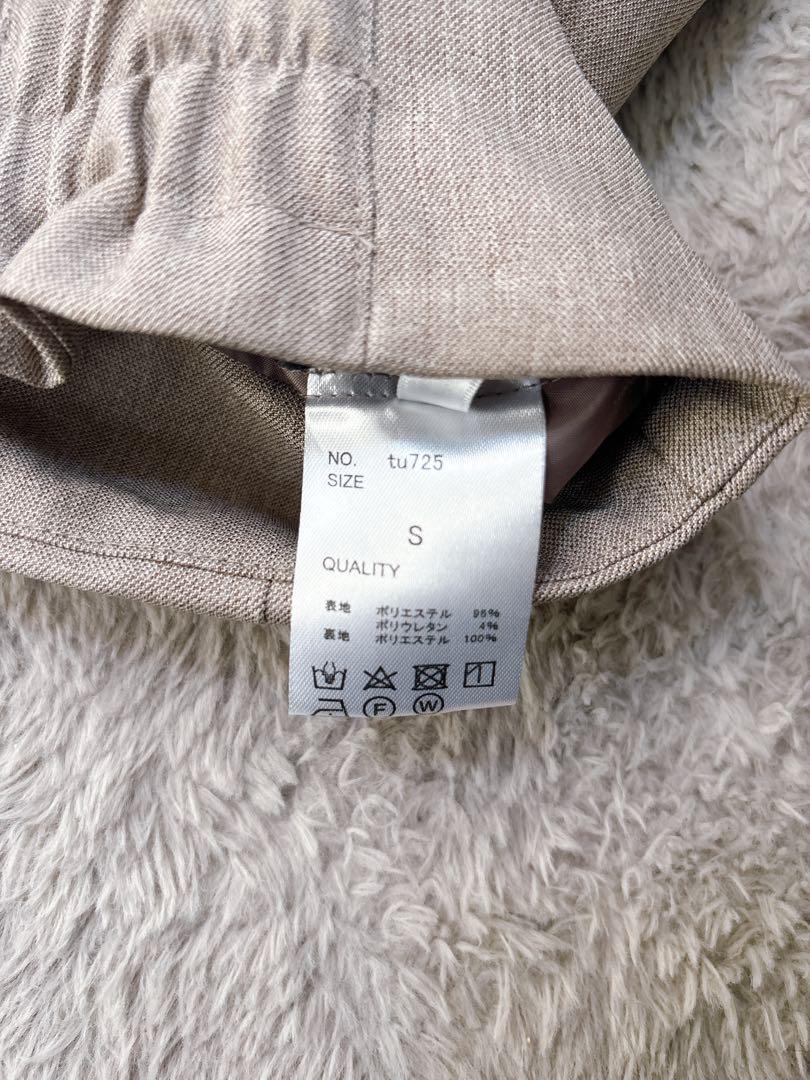 NO. tu725
SIZE
S
QUALITY
表地 ポリエステル 96%
ポリウレタン 4%
裏地 ポリエステル 100%
F W